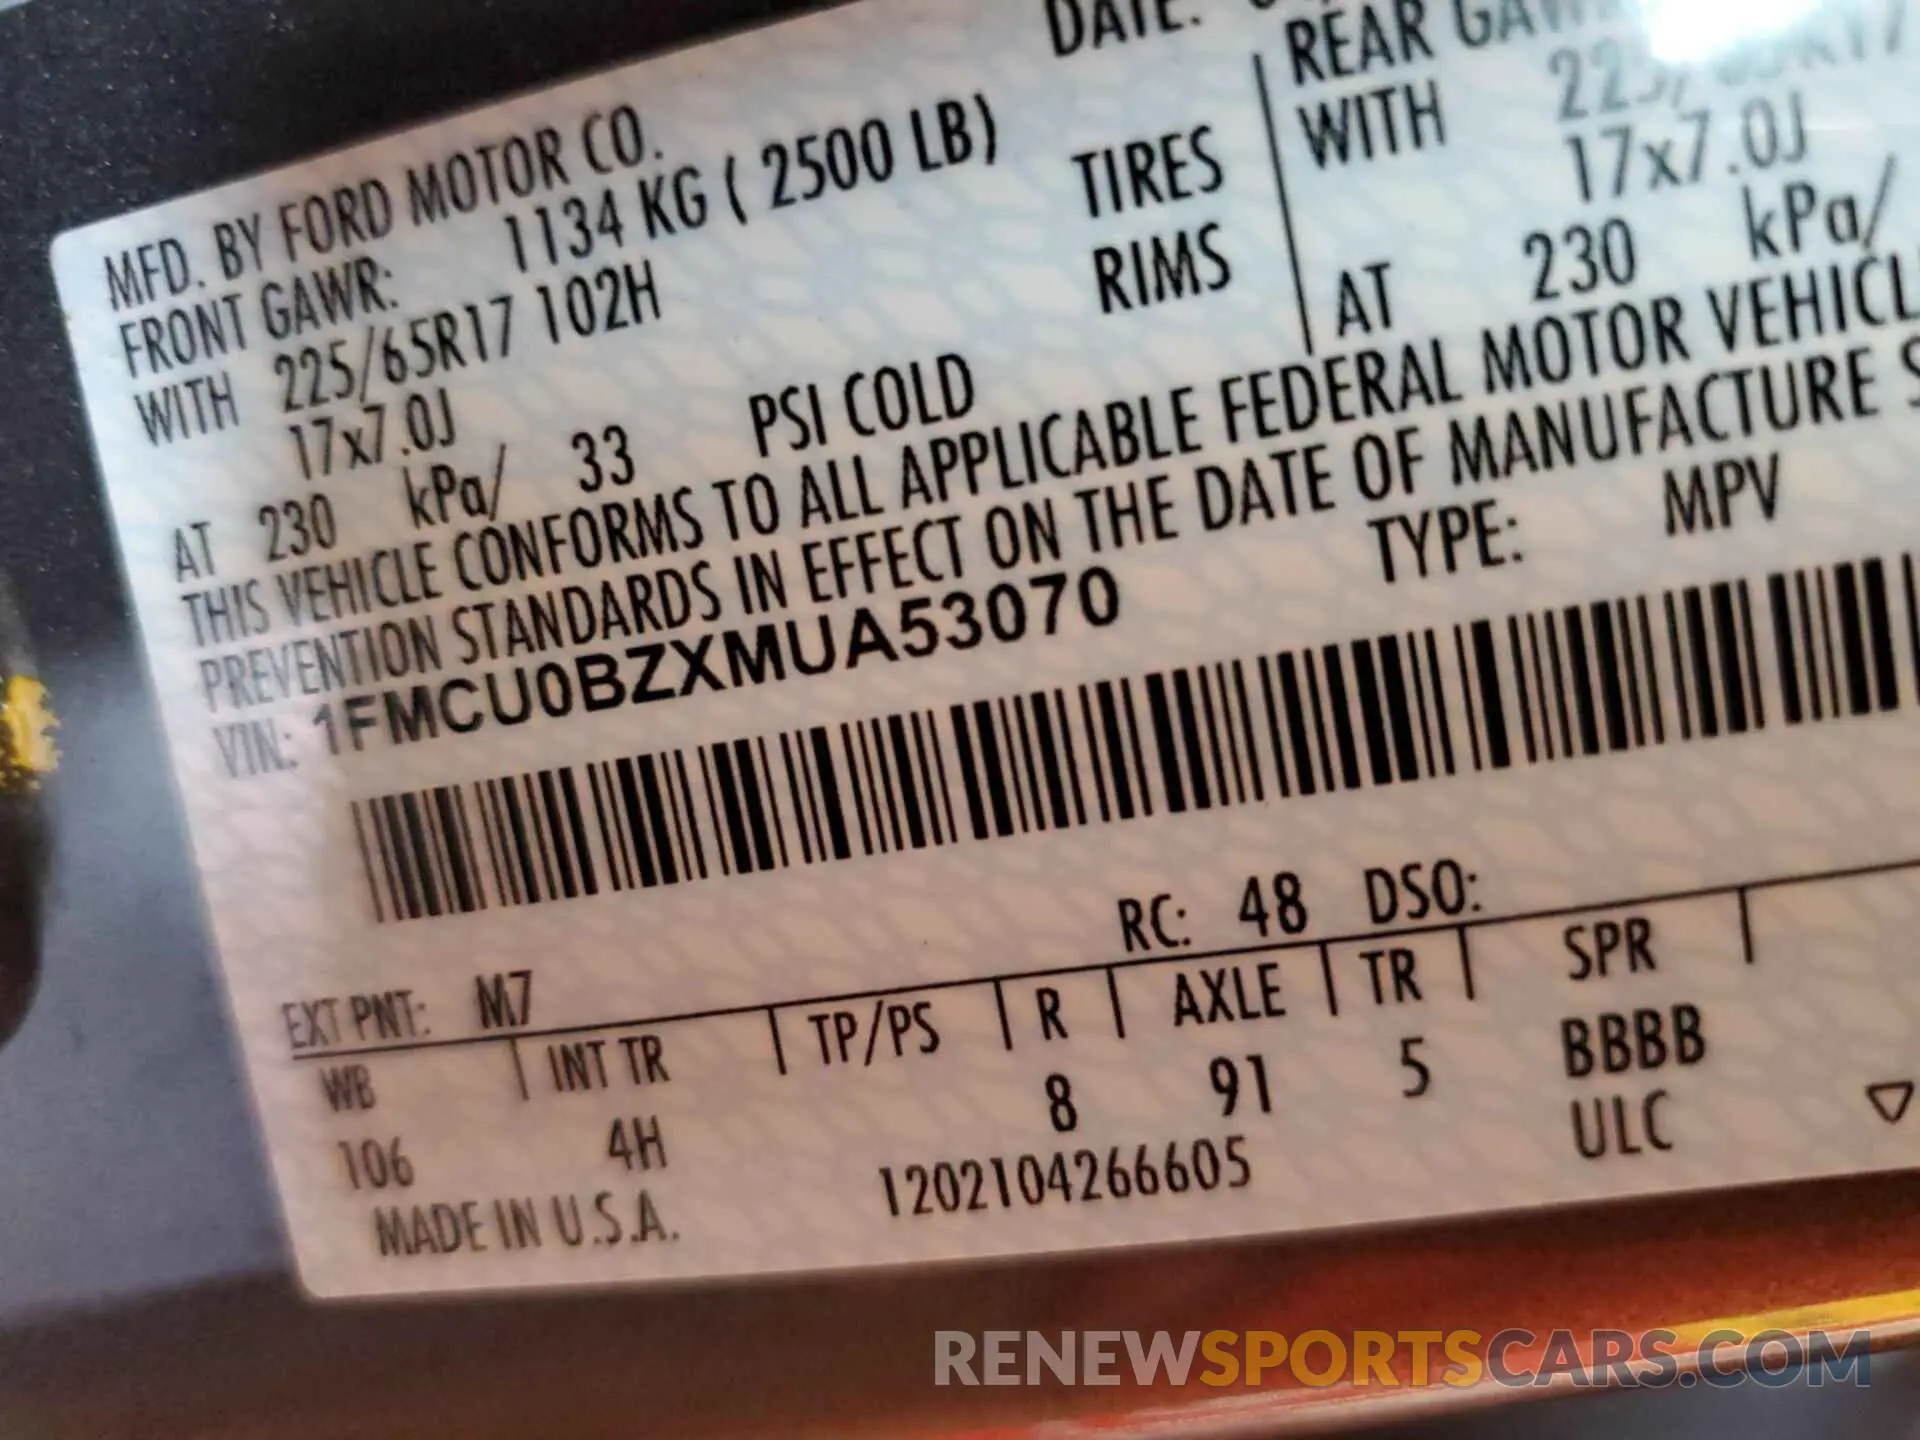 DATE:
MFD. BY FORD MOTOR CO.
FRONT GAWR: 1134 KG ( 2500 LB)
WITH 225/65R17 102H TIRES
17x7.0J RIMS
AT 230 kPa/ 33 PSI COLD
REAR
WITH
17x7.0J
AT 230 kPa/
THIS VEHICLE CONFORMS TO ALL APPLICABLE FEDERAL MOTOR
PREVENTION STANDARDS IN EFFECT ON THE DATE OF MANUFACTURE
VIN: 1FMCU0BZXMUA53070
TYPE: MPV
EXT PNT: M7 RC: 48 DSO:
WB | INT TR | TP/PS | R | AXLE | TR | SPR |
106 4H 8 91 5 BBBB
MADE IN U.S.A. 1202104266605 ULC
RENEWSPORTSCARS.COM